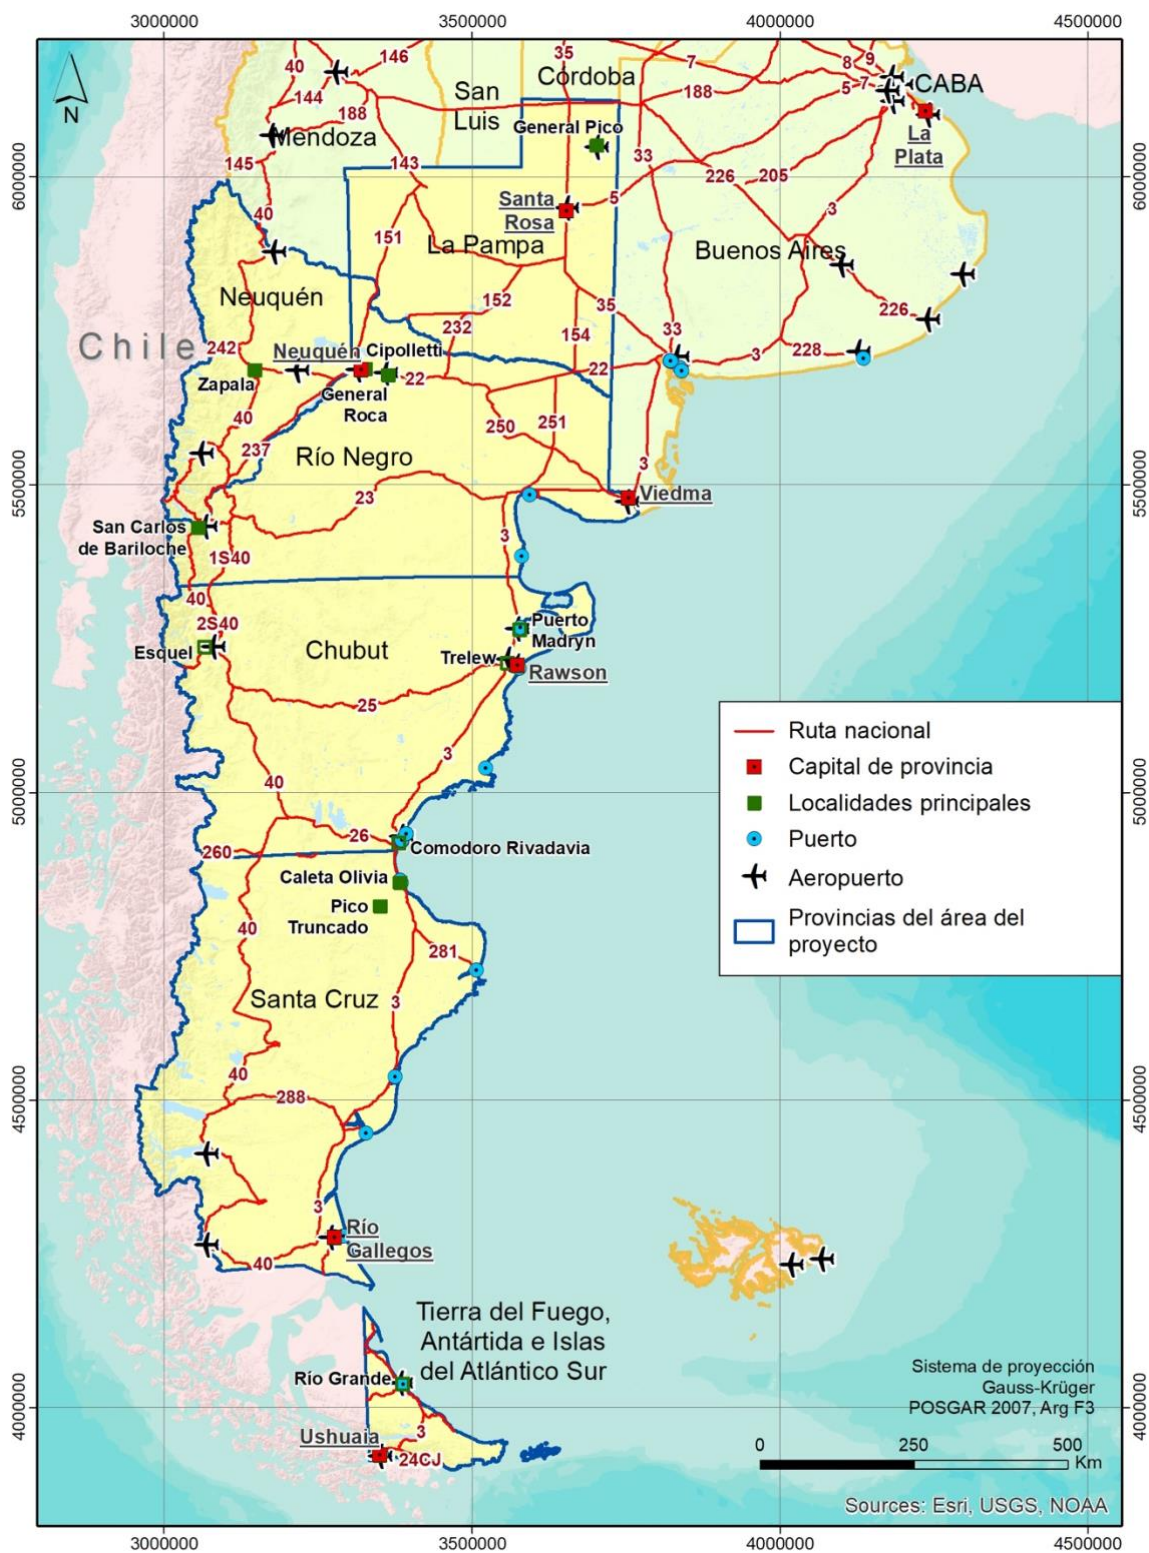 3000000
3500000
4000000
4500000
N
40
146
144
188
Mendoza
145
40
143
San
Luis
35
Córdoba
General Pico
7
188
8
9
5
7
CABA
La
Plata
33
226
205
3
5
Santa
Rosa
151
La Pampa
Buenos Aires
152
232
35
154
33
226
3
228
Neuquén
Chile
242
Neuquén
Cipolletti
Zapala
General
Roca
22
22
40
237
250
251
Río Negro
3
Viedma
23
San Carlos
de Bariloche
1S40
3
40
2S40
Esquel
Chubut
Puerto
Madryn
Trelew
Rawson
25
3
40
26
260
Comodoro Rivadavia
Caleta Olivia
Pico
Truncado
40
281
Santa Cruz
3
40
288
3
Río
Gallegos
40
Tierra del Fuego,
Antártida e Islas
del Atlántico Sur
Río Grande
Ushuaia
3
24CJ
Ruta nacional
Capital de provincia
Localidades principales
Puerto
Aeropuerto
Provincias del área del
proyecto
Sistema de proyección
Gauss-Krüger
POSGAR 2007, Arg F3
0
250
500
Km
Sources: Esri, USGS, NOAA
6000000
5500000
5000000
4500000
4000000
6000000
5500000
5000000
4500000
4000000
3000000
3500000
4000000
4500000